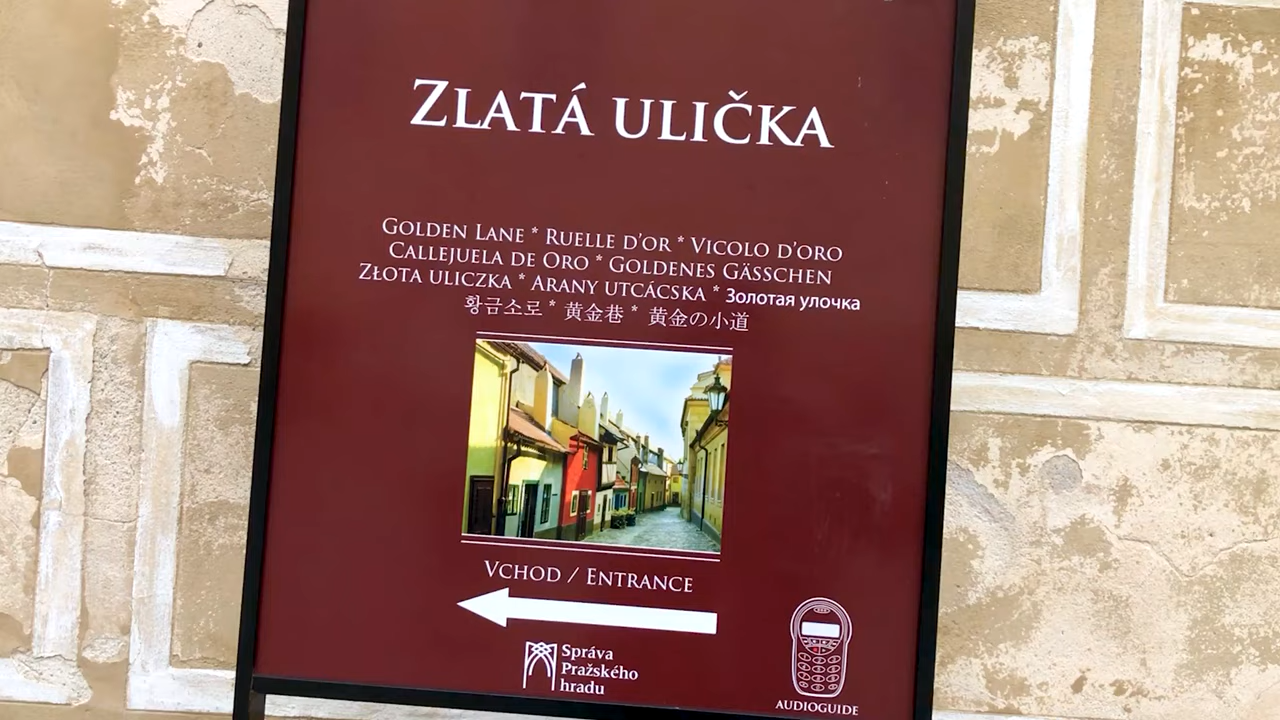 ZLATÁ ULIČKA
GOLDEN LANE * RUELLE D'OR * VICOLO D'ORO
CALLEJUELA DE ORO * GOLDENES GÄSSCHEN
ZŁOTA ULICZKA * ARANY UTCÁCSKA * Золотая улочка
황금소로 * 黄金巷 * 黄金の小道
VCHOD / ENTRANCE
Správa
Pražského
hradu
AUDIOGUIDE